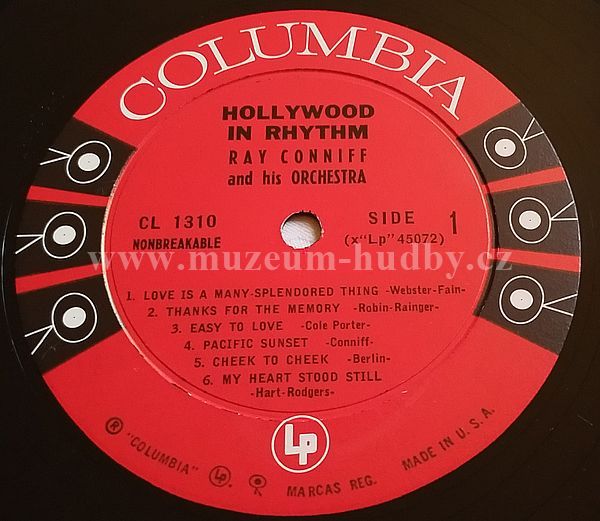 COLUMBIA
HOLLYWOOD
IN RHYTHM
RAY CONNIFF
and his ORCHESTRA
CL 1310
NONBREAKABLE
SIDE 1
(x"Lp" 45072)
www.muzeum-hudby.cz
1. LOVE IS A MANY-SPLENDORED THING -Webster-Fain-
2. THANKS FOR THE MEMORY -Robin-Rainger-
3. EASY TO LOVE -Cole Porter-
4. PACIFIC SUNSET -Conniff-
5. CHEEK TO CHEEK -Berlin-
6. MY HEART STOOD STILL
-Hart-Rodgers-
Lp
® "COLUMBIA" Lp. MARCAS REG. MADE IN U. S. A.